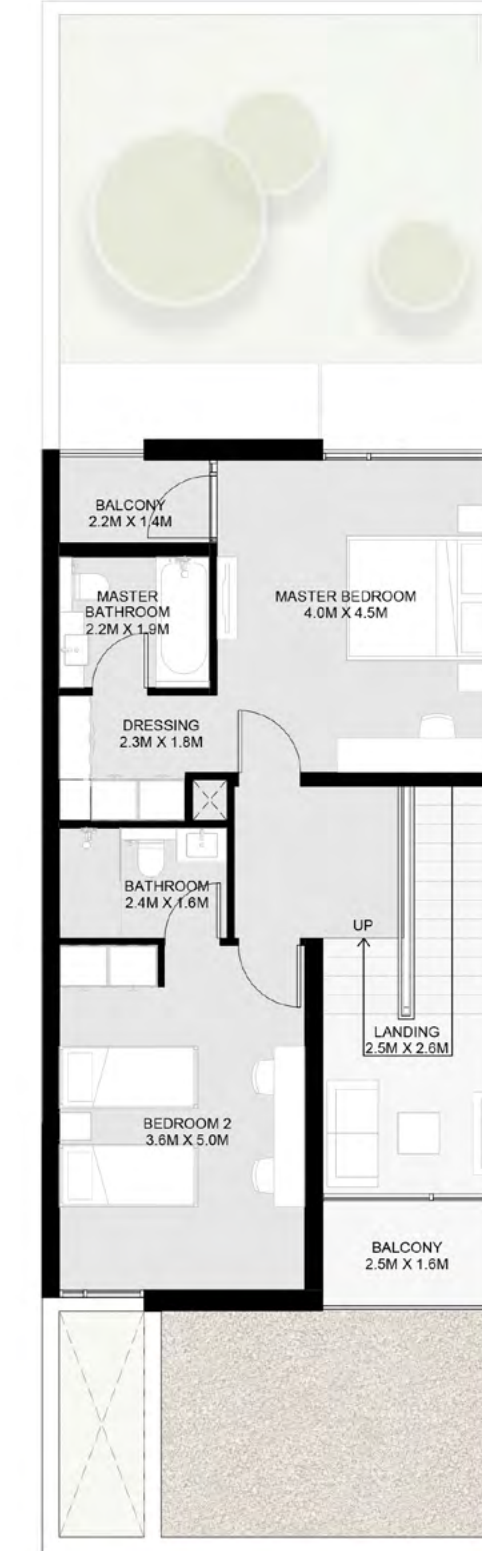 BALCONY
2.2M X 1.4M
MASTER
BATHROOM
2.2M X 1.9M
MASTER BEDROOM
4.0M X 4.5M
DRESSING
2.3M X 1.8M
BATHROOM
2.4M X 1.6M
UP
LANDING
2.5M X 2.6M
BEDROOM 2
3.6M X 5.0M
BALCONY
2.5M X 1.6M